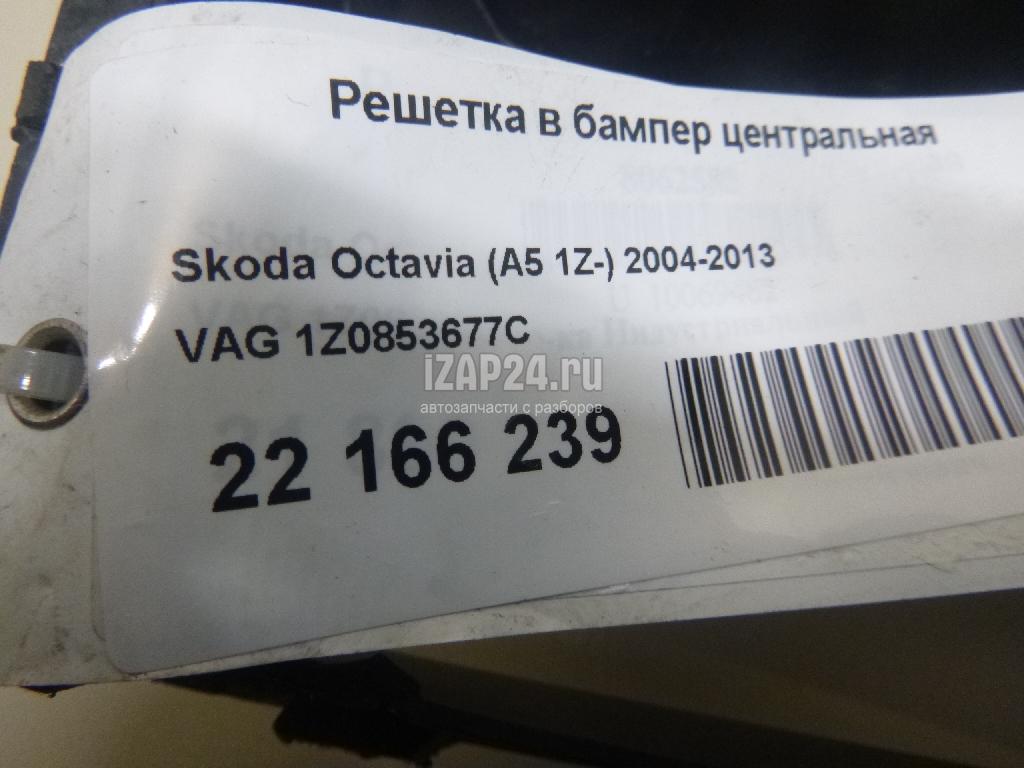 Решетка в бампер центральная
Skoda Octavia (A5 1Z-) 2004-2013
VAG 1Z0853677C
iZAP24.ru
автозапчасти с разборов
22 166 239